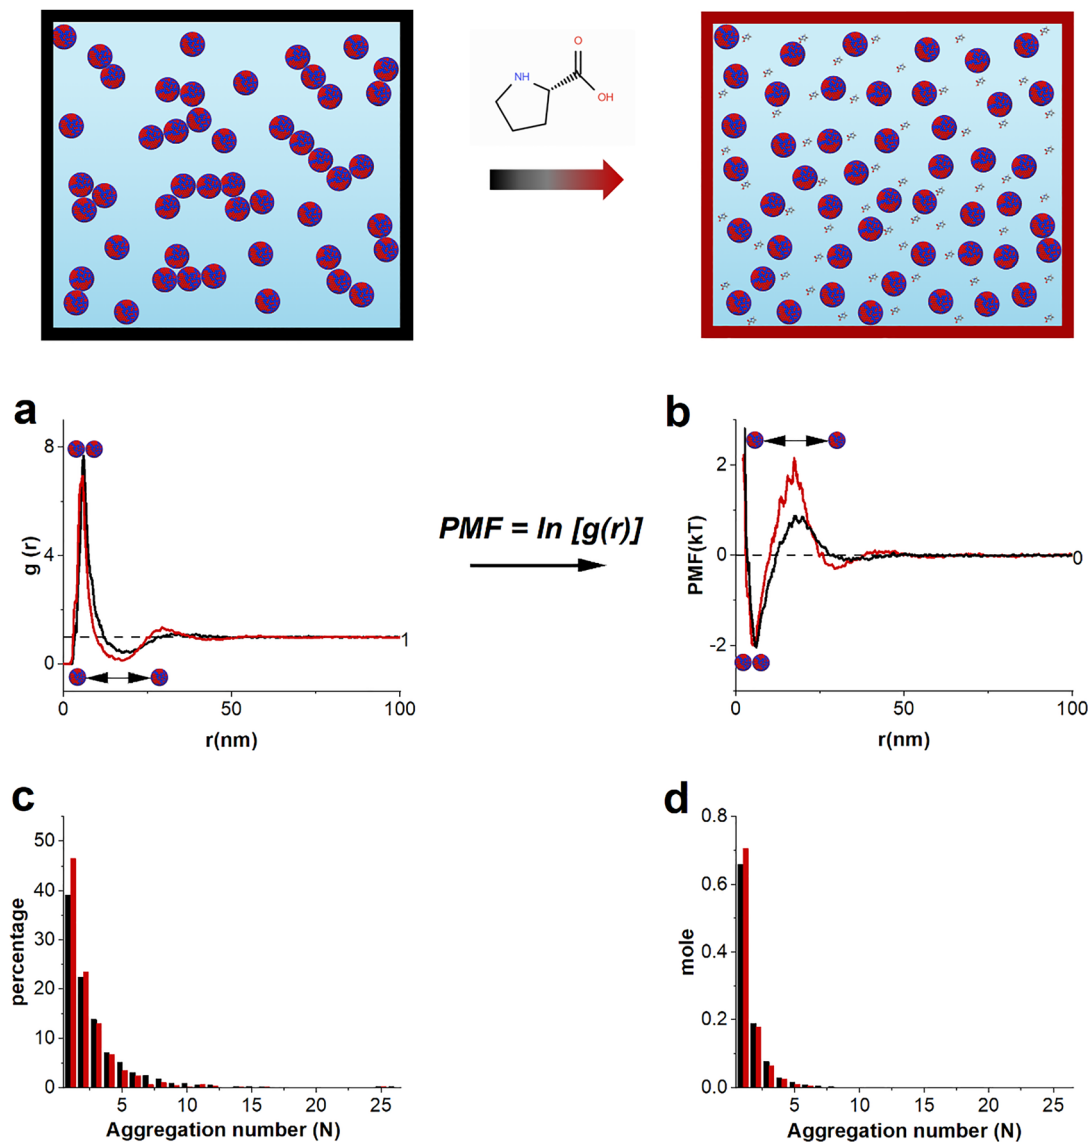 O
NH
OH
a
8
4
0
g (r)
1
0
50
100
r(nm)
PMF = ln [g(r)]
b
2
0
-2
PMF(kT)
0
0
50
100
r(nm)
c
50
40
30
20
10
0
percentage
5
10
15
20
25
Aggregation number (N)
d
0.8
0.6
0.4
0.2
0.0
mole
5
10
15
20
25
Aggregation number (N)